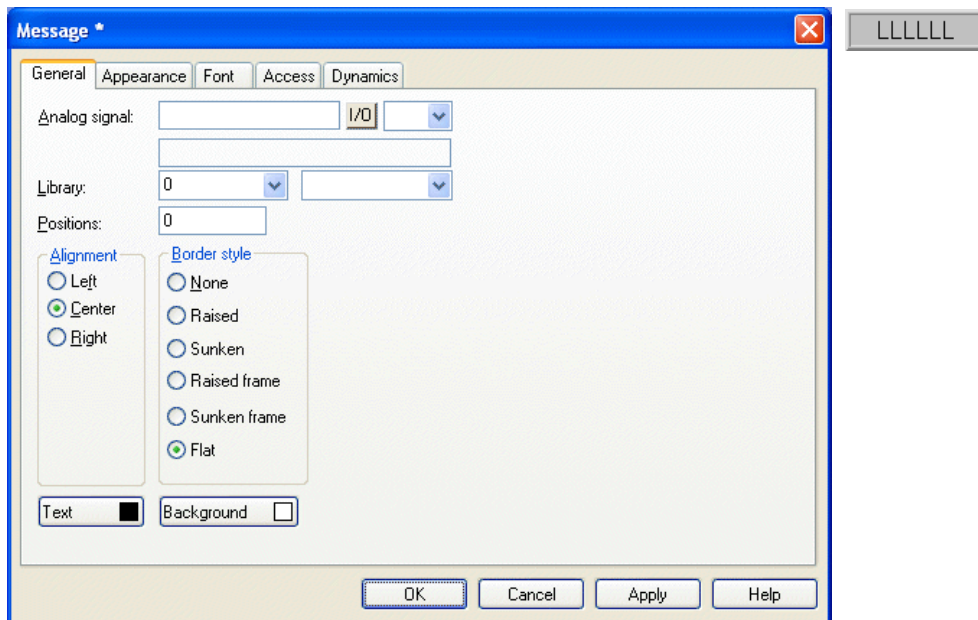 Message *
LLLLLL
General Appearance Font Access Dynamics
Analog signal: I/O
Library: 0
Positions: 0
Alignment
Left
Center
Right
Border style
None
Raised
Sunken
Raised frame
Sunken frame
Flat
Text Background
OK Cancel Apply Help